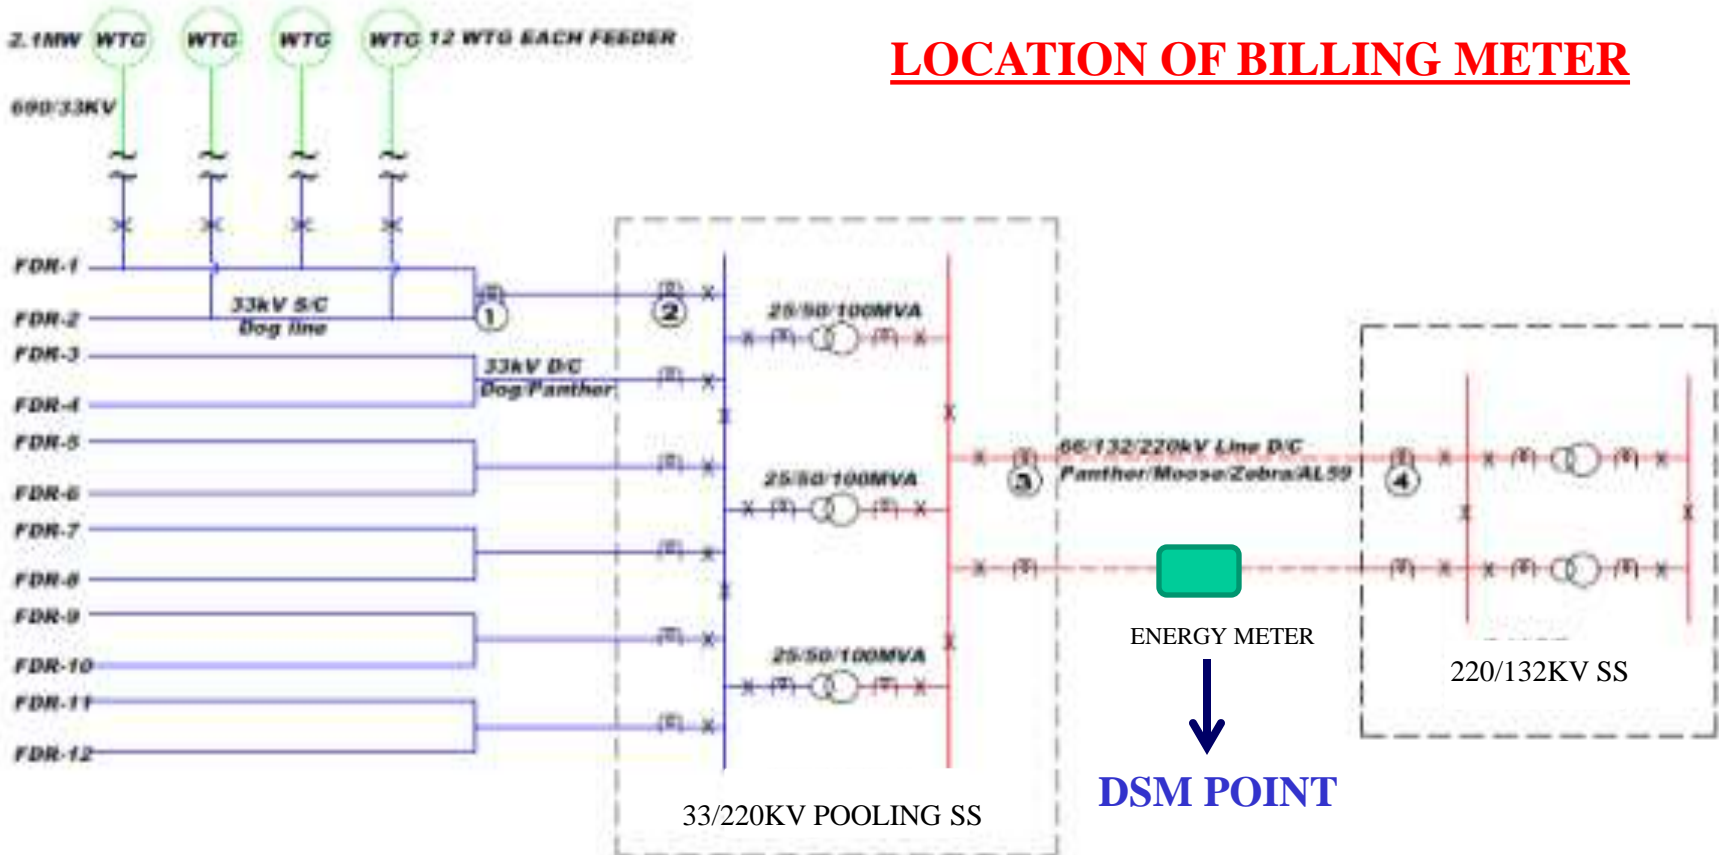 LOCATION OF BILLING METER
2.1MW WTG WTG WTG WTG 12 WTG EACH FEEDER
690/33KV
FDR-1
33kV S/C
Dog line
FDR-2
FDR-3
33kV D/C
Dog/Panther
FDR-4
FDR-5
FDR-6
FDR-7
FDR-8
FDR-9
FDR-10
FDR-11
FDR-12
1
2
25/50/100MVA
25/50/100MVA
25/50/100MVA
33/220KV POOLING SS
3
66/132/220kV Line D/C
Panther/Moose/Zebra/AL59
4
ENERGY METER
DSM POINT
220/132KV SS